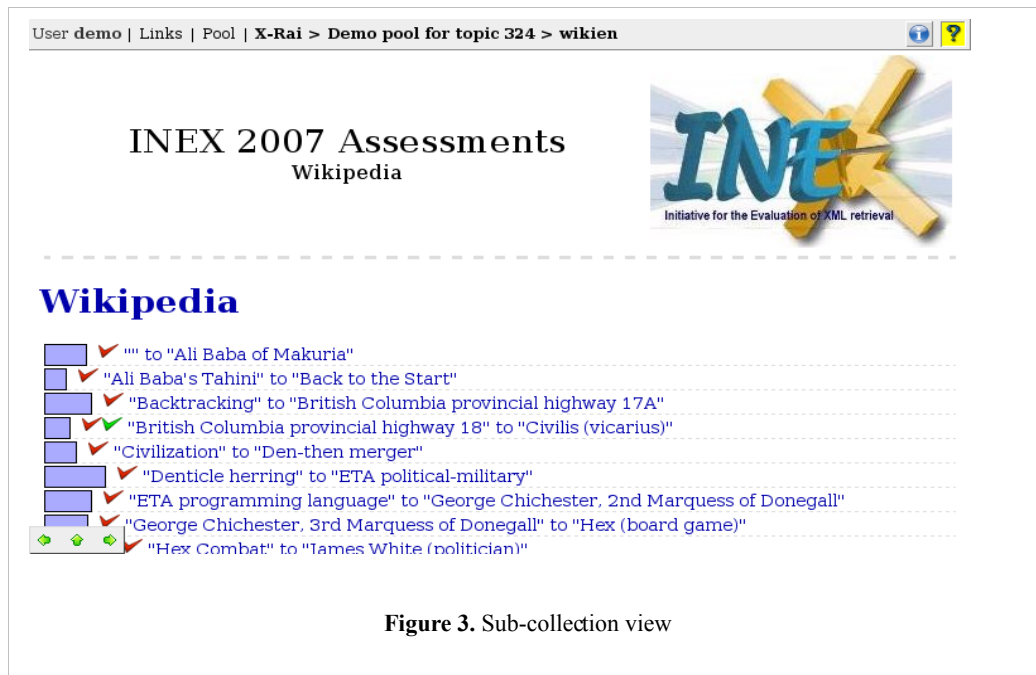 User demo | Links | Pool | X-Rai > Demo pool for topic 324 > wikien
INEX 2007 Assessments
Wikipedia
INEX
Initiative for the Evaluation of XML retrieval
Wikipedia
"" to "Ali Baba of Makuria"
"Ali Baba's Tahini" to "Back to the Start"
"Backtracking" to "British Columbia provincial highway 17A"
"British Columbia provincial highway 18" to "Civilis (vicarius)"
"Civilization" to "Den-then merger"
"Denticle herring" to "ETA political-military"
"ETA programming language" to "George Chichester, 2nd Marquess of Donegall"
"George Chichester, 3rd Marquess of Donegall" to "Hex (board game)"
"Hex Combat" to "James White (politician)"
Figure 3. Sub-collection view